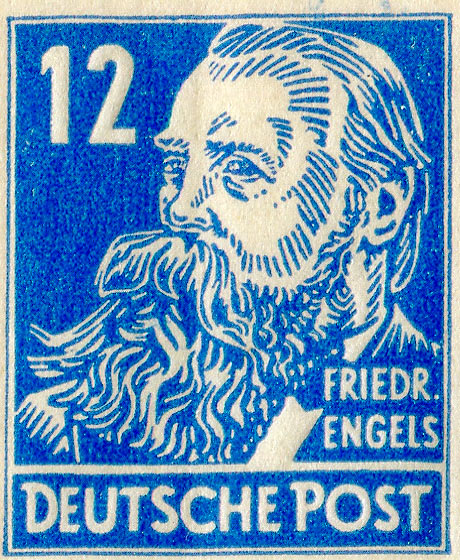 12
FRIEDR.
ENGELS
DEUTSCHE POST